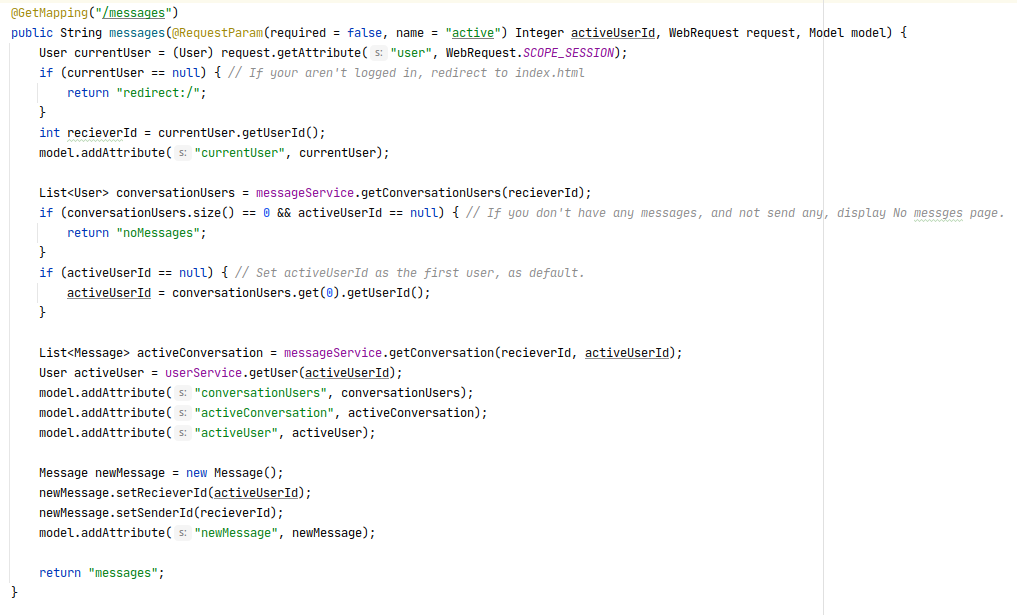 @GetMapping("/messages")
public String messages(@RequestParam(required = false, name = "active") Integer activeUserId, WebRequest request, Model model) {
    User currentUser = (User) request.getAttribute( s: "user", WebRequest.SCOPE_SESSION);
    if (currentUser == null) { // If your aren't logged in, redirect to index.html
        return "redirect:/";
    }
    int recieverId = currentUser.getUserId();
    model.addAttribute( s: "currentUser", currentUser);

    List<User> conversationUsers = messageService.getConversationUsers(recieverId);
    if (conversationUsers.size() == 0 && activeUserId == null) { // If you don't have any messages, and not send any, display No messges page.
        return "noMessages";
    }
    if (activeUserId == null) { // Set activeUserId as the first user, as default.
        activeUserId = conversationUsers.get(0).getUserId();
    }

    List<Message> activeConversation = messageService.getConversation(recieverId, activeUserId);
    User activeUser = userService.getUser(activeUserId);
    model.addAttribute( s: "conversationUsers", conversationUsers);
    model.addAttribute( s: "activeConversation", activeConversation);
    model.addAttribute( s: "activeUser", activeUser);

    Message newMessage = new Message();
    newMessage.setRecieverId(activeUserId);
    newMessage.setSenderId(recieverId);
    model.addAttribute( s: "newMessage", newMessage);

    return "messages";
}